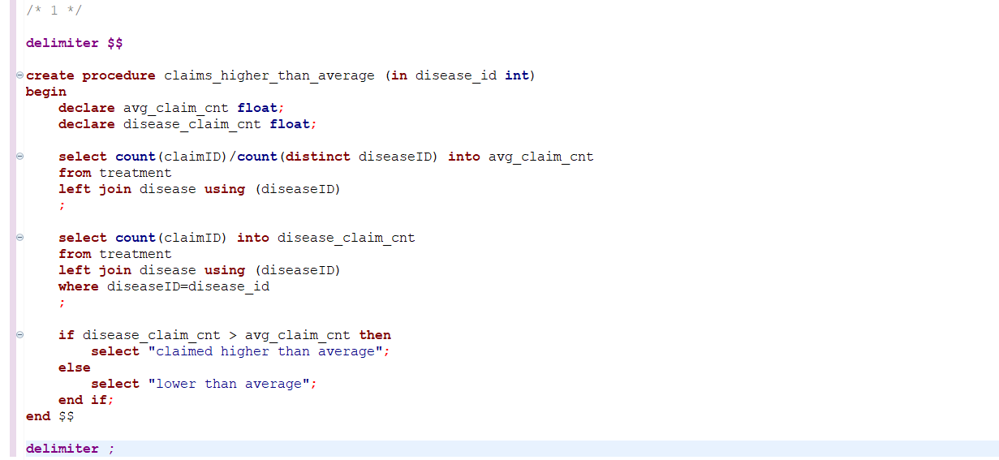 /* 1 */
delimiter $$
create procedure claims_higher_than_average (in disease_id int)
begin
    declare avg_claim_cnt float;
    declare disease_claim_cnt float;
    select count(claimID)/count(distinct diseaseID) into avg_claim_cnt
    from treatment
    left join disease using (diseaseID)
    ;
    select count(claimID) into disease_claim_cnt
    from treatment
    left join disease using (diseaseID)
    where diseaseID=disease_id
    ;
    if disease_claim_cnt > avg_claim_cnt then
        select "claimed higher than average";
    else
        select "lower than average";
    end if;
end $$
delimiter ;